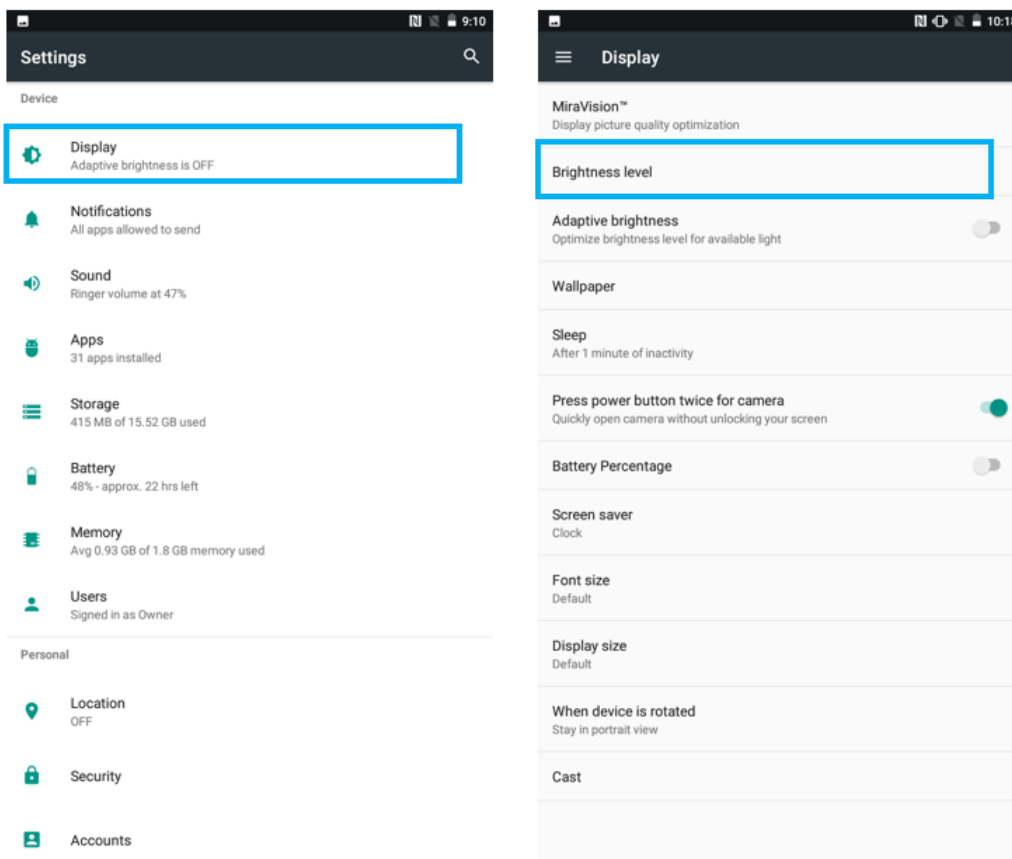 9:10
Settings
Device
Display
Adaptive brightness is OFF
Notifications
All apps allowed to send
Sound
Ringer volume at 47%
Apps
31 apps installed
Storage
415 MB of 15.52 GB used
Battery
48% - approx. 22 hrs left
Memory
Avg 0.93 GB of 1.8 GB memory used
Users
Signed in as Owner
Personal
Location
OFF
Security
Accounts
10:18
Display
MiraVision™
Display picture quality optimization
Brightness level
Adaptive brightness
Optimize brightness level for available light
Wallpaper
Sleep
After 1 minute of inactivity
Press power button twice for camera
Quickly open camera without unlocking your screen
Battery Percentage
Screen saver
Clock
Font size
Default
Display size
Default
When device is rotated
Stay in portrait view
Cast